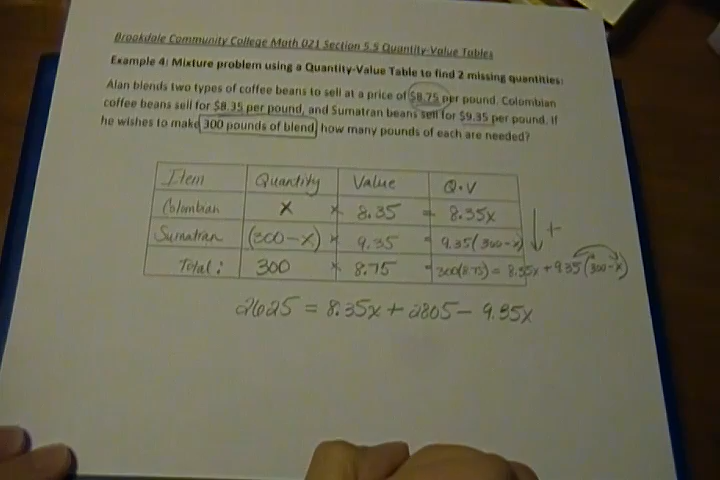 Brookdale Community College Math 021 Section 5.5 Quantity-Value Tables
Example 4: Mixture problem using a Quantity-Value Table to find 2 missing quantities:
Alan blends two types of coffee beans to sell at a price of $8.75 per pound. Colombian
coffee beans sell for $8.35 per pound, and Sumatran beans sell for $9.35 per pound. If
he wishes to make 300 pounds of blend, how many pounds of each are needed?
Item Quantity Value Q•V
Colombian x × 8.35 = 8.35x
Sumatran (300-x) × 9.35 = 9.35(300-x) +
Total: 300 × 8.75 = 300(8.75) = 8.35x + 9.35(300-x)
2625 = 8.35x + 2805 - 9.35x